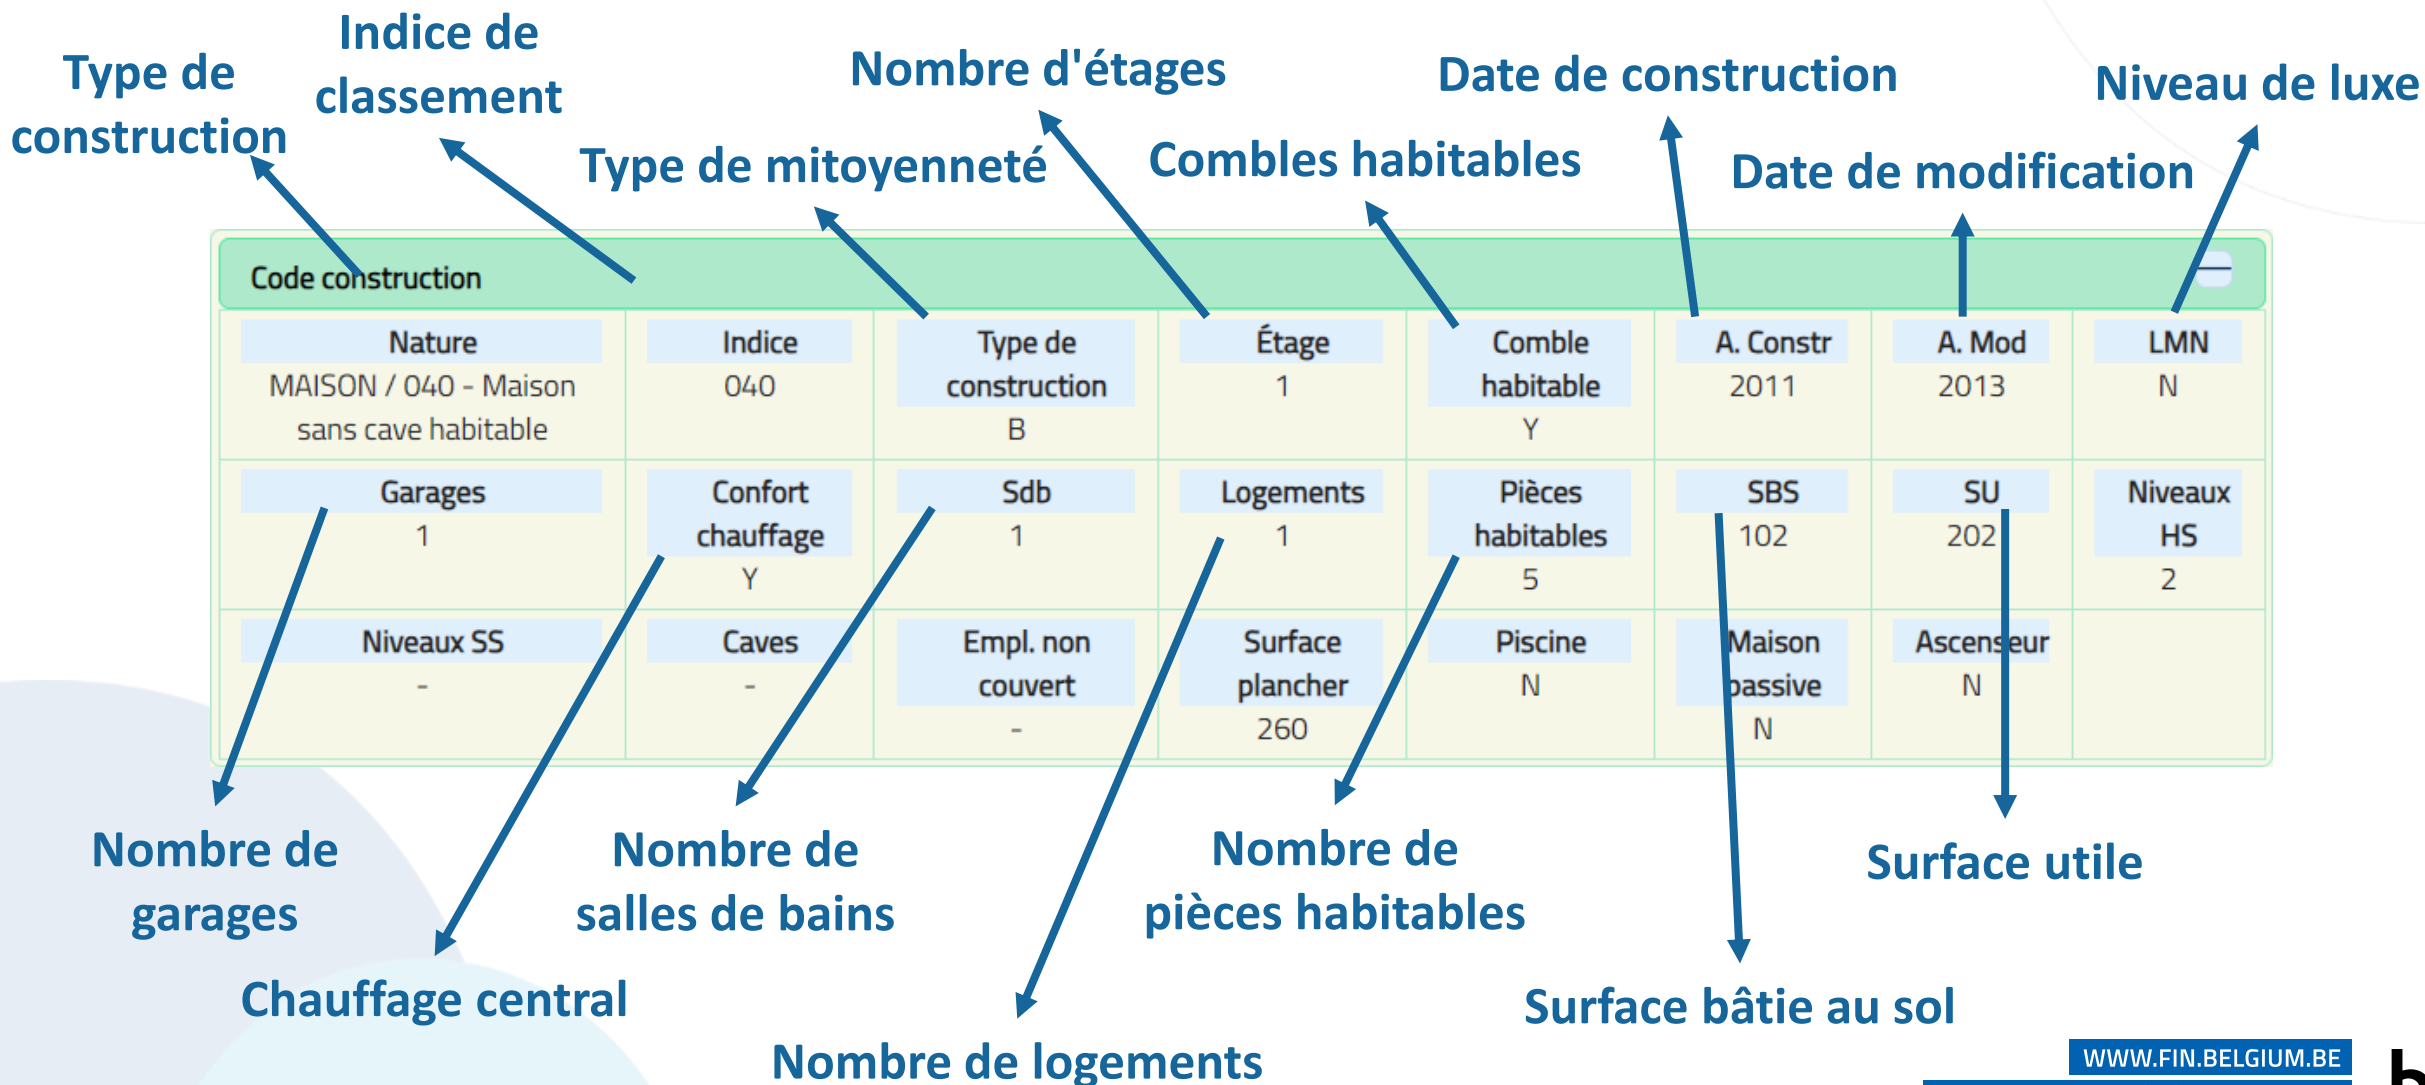 Indice de
classement
Type de
construction
Nombre d'étages
Date de construction
Niveau de luxe
Type de mitoyenneté
Combles habitables
Date de modification
Code construction
Nature
MAISON / 040 - Maison
sans cave habitable
Indice
040
Type de
construction
B
Étage
1
Comble
habitable
Y
A. Constr
2011
A. Mod
2013
LMN
N
Garages
1
Confort
chauffage
Y
Sdb
1
Logements
1
Pièces
habitables
5
SBS
102
SU
202
Niveaux
HS
2
Niveaux SS
-
Caves
-
Empl. non
couvert
-
Surface
plancher
260
Piscine
N
Maison
passive
N
Ascenseur
N
Nombre de
garages
Nombre de
salles de bains
Nombre de
pièces habitables
Surface utile
Chauffage central
Surface bâtie au sol
Nombre de logements
WWW.FIN.BELGIUM.BE
b